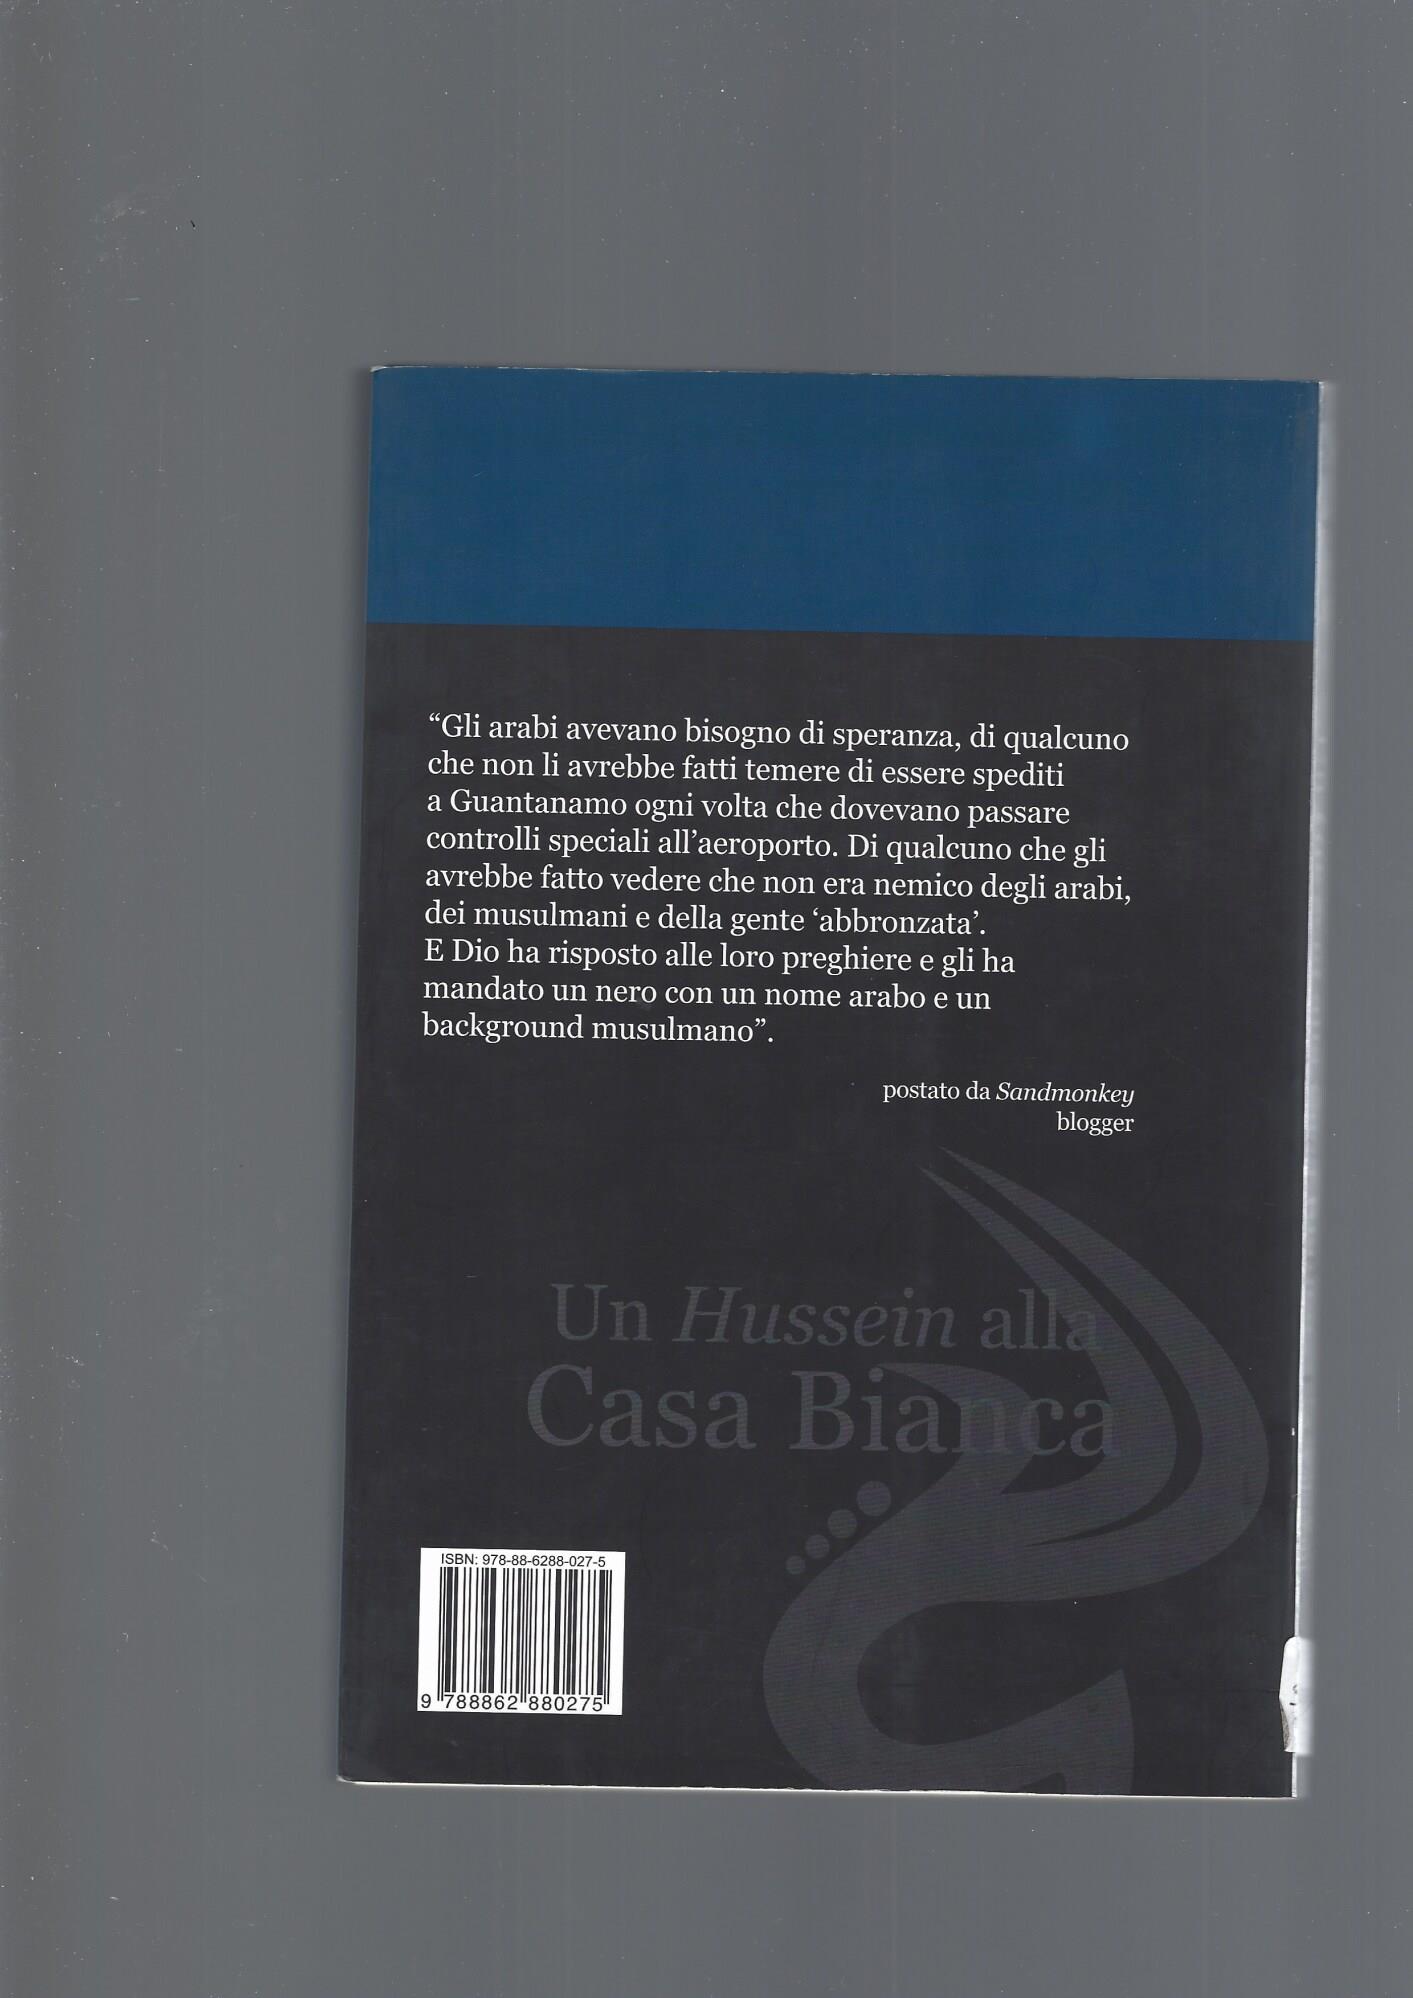 “Gli arabi avevano bisogno di speranza, di qualcuno
che non li avrebbe fatti temere di essere spediti
a Guantanamo ogni volta che dovevano passare
controlli speciali all’aeroporto. Di qualcuno che gli
avrebbe fatto vedere che non era nemico degli arabi,
dei musulmani e della gente ‘abbronzata’.
E Dio ha risposto alle loro preghiere e gli ha
mandato un nero con un nome arabo e un
background musulmano”.
postato da Sandmonkey
blogger
Un Hussein alla
Casa Bianca
ISBN: 978-88-6288-027-5
9 788862 880275